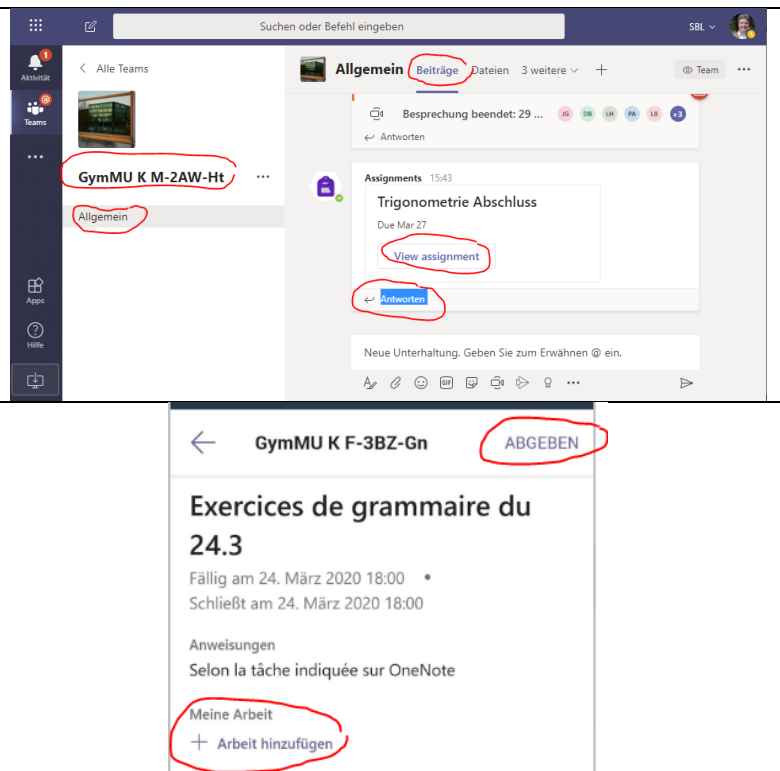 Suchen oder Befehl eingeben
SBL
1
Aktivität
@
Teams
Apps
?
Hilfe
Alle Teams
GymMU K M-2AW-Ht
...
Allgemein
Allgemein Beiträge Dateien 3 weitere + Team ...
Besprechung beendet: 29 ... JG DB LH PA LB +3
Antworten
Assignments 15:43
Trigonometrie Abschluss
Due Mar 27
View assignment
Antworten
Neue Unterhaltung. Geben Sie zum Erwähnen @ ein.
GIF
GymMU K F-3BZ-Gn ABGEBEN
Exercices de grammaire du
24.3
Fällig am 24. März 2020 18:00 •
Schließt am 24. März 2020 18:00
Anweisungen
Selon la tâche indiquée sur OneNote
Meine Arbeit
+ Arbeit hinzufügen